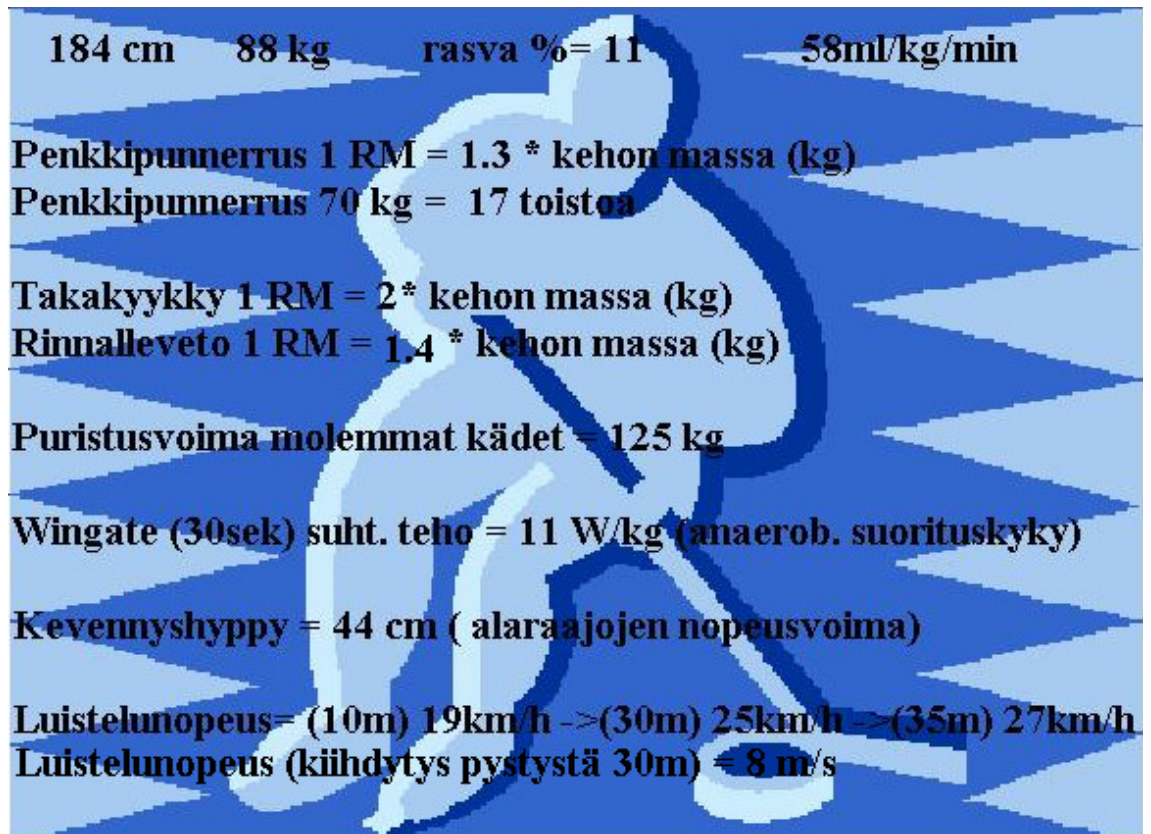 184 cm 88 kg rasva %= 11 58ml/kg/min
Penkkipunnerrus 1 RM = 1.3 * kehon massa (kg)
Penkkipunnerrus 70 kg = 17 toistoa
Takakyykky 1 RM = 2* kehon massa (kg)
Rinnalleveto 1 RM = 1.4 * kehon massa (kg)
Puristusvoima molemmat kädet = 125 kg
Wingate (30sek) suht. teho = 11 W/kg (anaerob. suorituskyky)
Kevennyshyppy = 44 cm ( alaraajojen nopeusvoima)
Luistelunopeus= (10m) 19km/h ->(30m) 25km/h ->(35m) 27km/h
Luistelunopeus (kiihdytys pystystä 30m) = 8 m/s